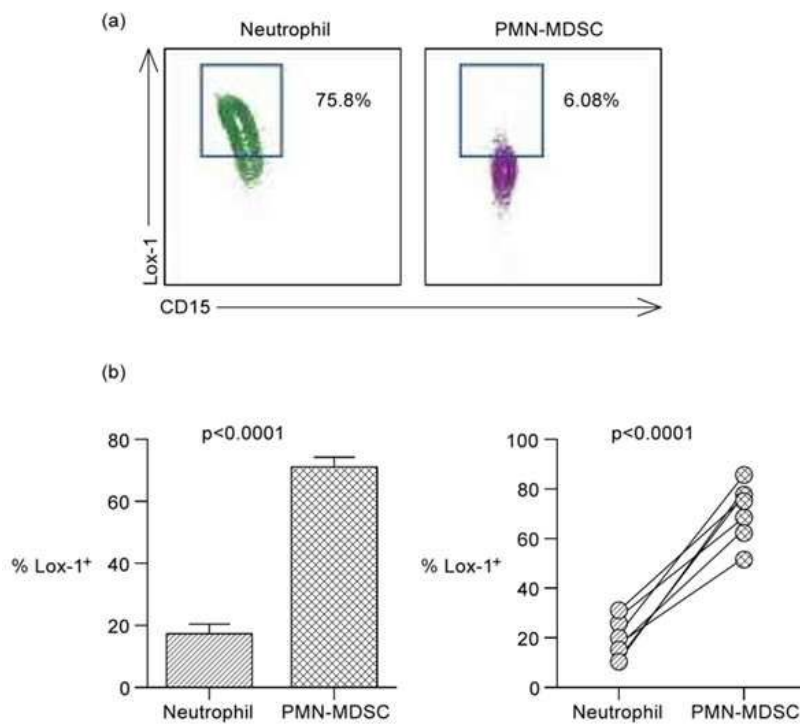 (a)
Neutrophil PMN-MDSC
75.8% 6.08%
Lox-1
CD15
(b)
p<0.0001
80
60
40
20
0
% Lox-1+
Neutrophil PMN-MDSC
p<0.0001
100
80
60
40
20
0
% Lox-1+
Neutrophil PMN-MDSC